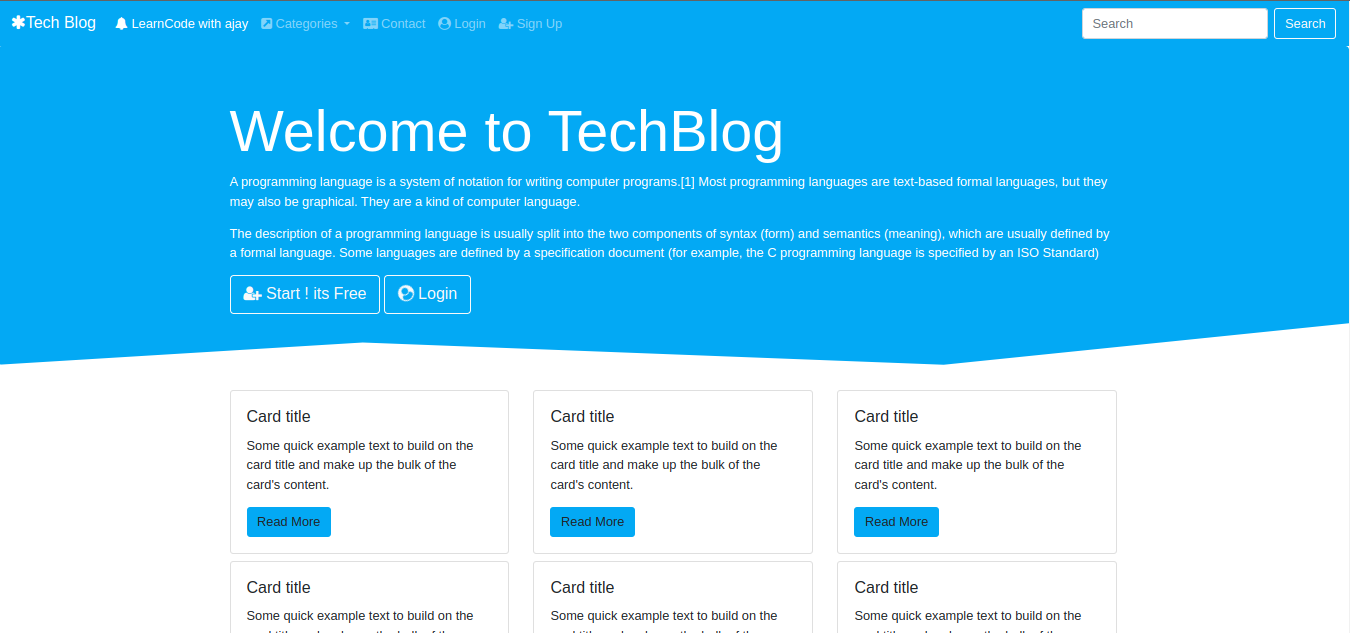 ✱Tech Blog LearnCode with ajay Categories Contact Login Sign Up Search Search
Welcome to TechBlog
A programming language is a system of notation for writing computer programs.[1] Most programming languages are text-based formal languages, but they
may also be graphical. They are a kind of computer language.
The description of a programming language is usually split into the two components of syntax (form) and semantics (meaning), which are usually defined by
a formal language. Some languages are defined by a specification document (for example, the C programming language is specified by an ISO Standard)
Start ! its Free Login
Card title
Some quick example text to build on the
card title and make up the bulk of the
card's content.
Read More
Card title
Some quick example text to build on the
card title and make up the bulk of the
card's content.
Read More
Card title
Some quick example text to build on the
card title and make up the bulk of the
card's content.
Read More
Card title
Some quick example text to build on the
Card title
Some quick example text to build on the
Card title
Some quick example text to build on the